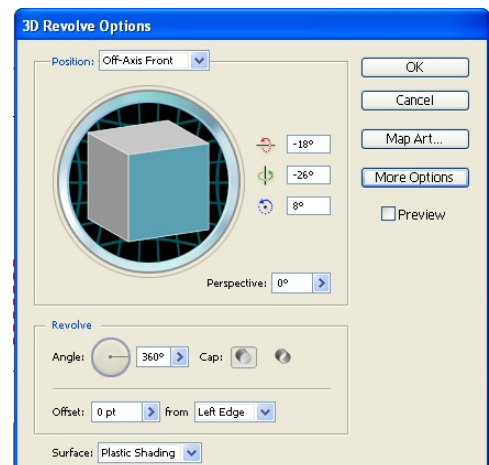 3D Revolve Options
Position: Off-Axis Front
OK
Cancel
Map Art...
More Options
Preview
-18°
-26°
8°
Perspective: 0°
Revolve
Angle: 360° Cap:
Offset: 0 pt from Left Edge
Surface: Plastic Shading